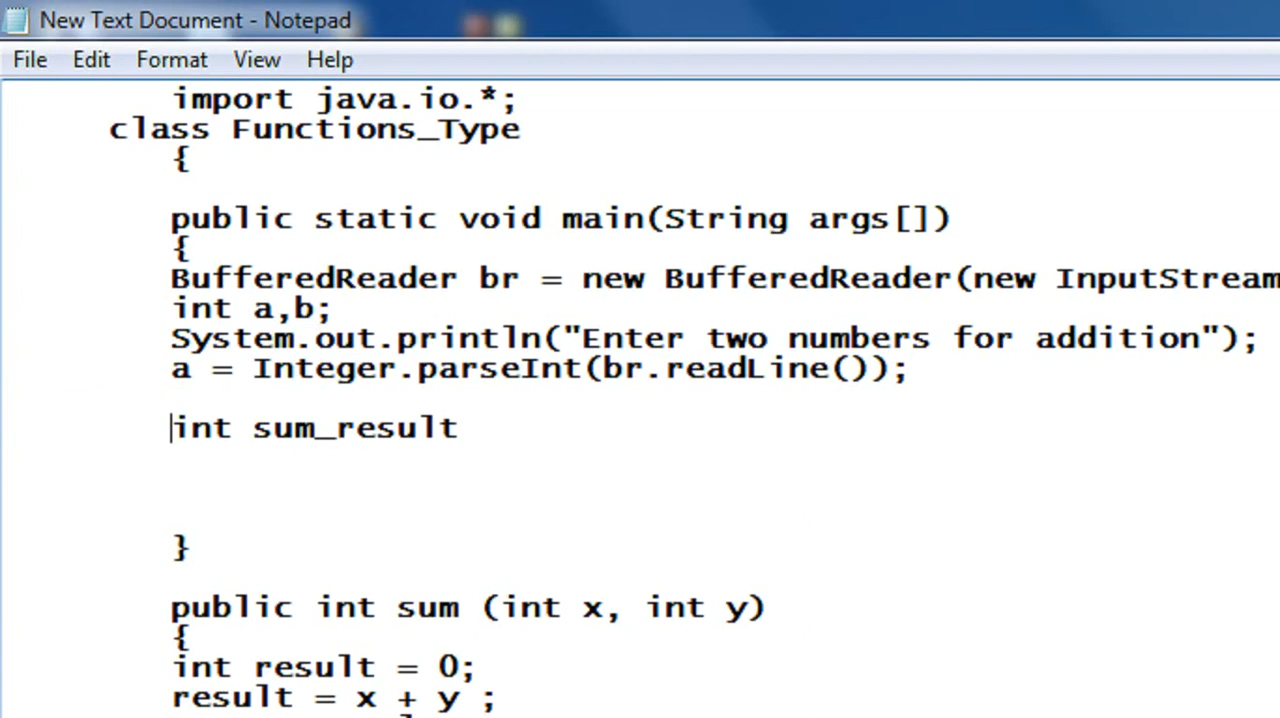 New Text Document - Notepad
File Edit Format View Help
import java.io.*;
class Functions_Type
{
public static void main(String args[])
{
BufferedReader br = new BufferedReader(new InputStream
int a,b;
System.out.println("Enter two numbers for addition");
a = Integer.parseInt(br.readLine());
int sum_result
}
public int sum (int x, int y)
{
int result = 0;
result = x + y ;